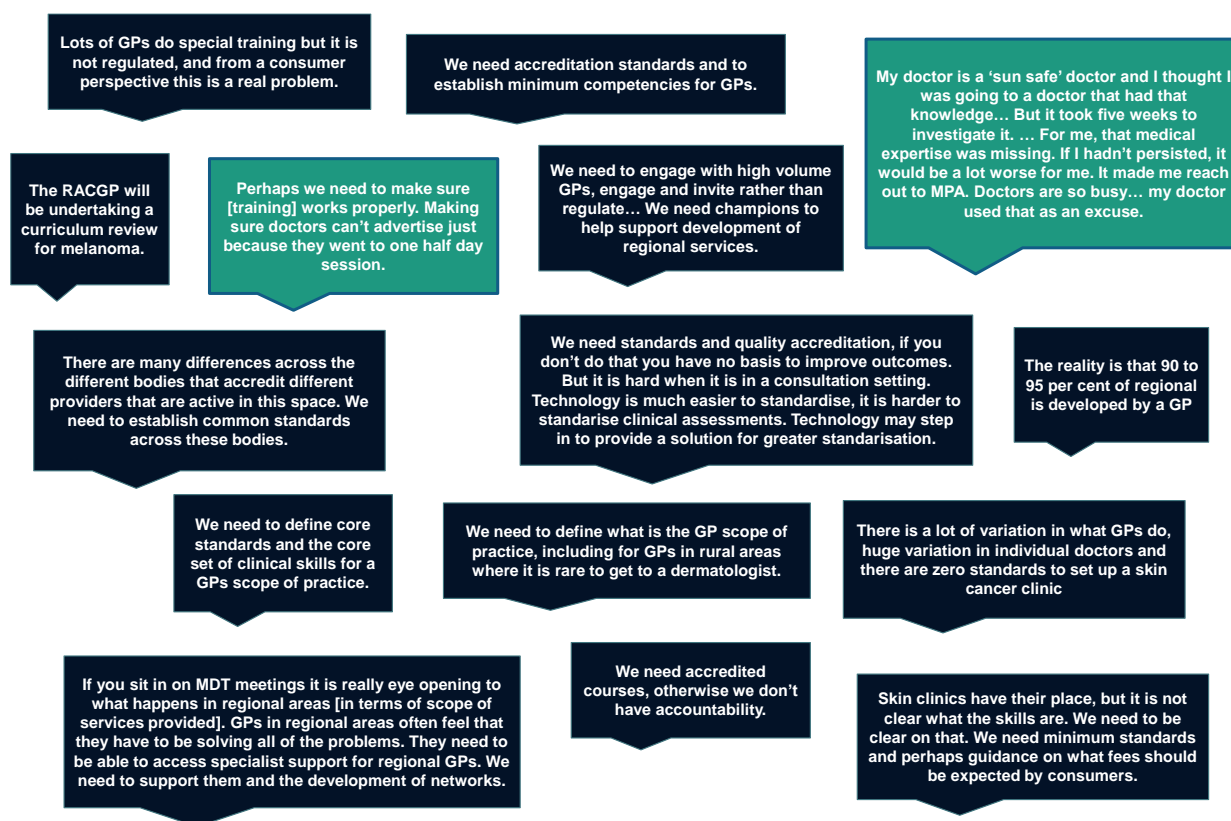 Lots of GPs do special training but it is
not regulated, and from a consumer
perspective this is a real problem.
We need accreditation standards and to
establish minimum competencies for GPs.
My doctor is a ‘sun safe’ doctor and I thought I
was going to a doctor that had that
knowledge… But it took five weeks to
investigate it. … For me, that medical
expertise was missing. If I hadn’t persisted, it
would be a lot worse for me. It made me reach
out to MPA. Doctors are so busy… my doctor
used that as an excuse.
The RACGP will
be undertaking a
curriculum review
for melanoma.
Perhaps we need to make sure
[training] works properly. Making
sure doctors can’t advertise just
because they went to one half day
session.
We need to engage with high volume
GPs, engage and invite rather than
regulate… We need champions to
help support development of
regional services.
There are many differences across the
different bodies that accredit different
providers that are active in this space. We
need to establish common standards
across these bodies.
We need standards and quality accreditation, if you
don’t do that you have no basis to improve outcomes.
But it is hard when it is in a consultation setting.
Technology is much easier to standardise, it is harder to
standarise clinical assessments. Technology may step
in to provide a solution for greater standarisation.
The reality is that 90 to
95 per cent of regional
is developed by a GP
We need to define core
standards and the core
set of clinical skills for a
GPs scope of practice.
We need to define what is the GP scope of
practice, including for GPs in rural areas
where it is rare to get to a dermatologist.
There is a lot of variation in what GPs do,
huge variation in individual doctors and
there are zero standards to set up a skin
cancer clinic
If you sit in on MDT meetings it is really eye opening to
what happens in regional areas [in terms of scope of
services provided]. GPs in regional areas often feel that
they have to be solving all of the problems. They need to
be able to access specialist support for regional GPs. We
need to support them and the development of networks.
We need accredited
courses, otherwise we don’t
have accountability.
Skin clinics have their place, but it is not
clear what the skills are. We need to be
clear on that. We need minimum standards
and perhaps guidance on what fees should
be expected by consumers.